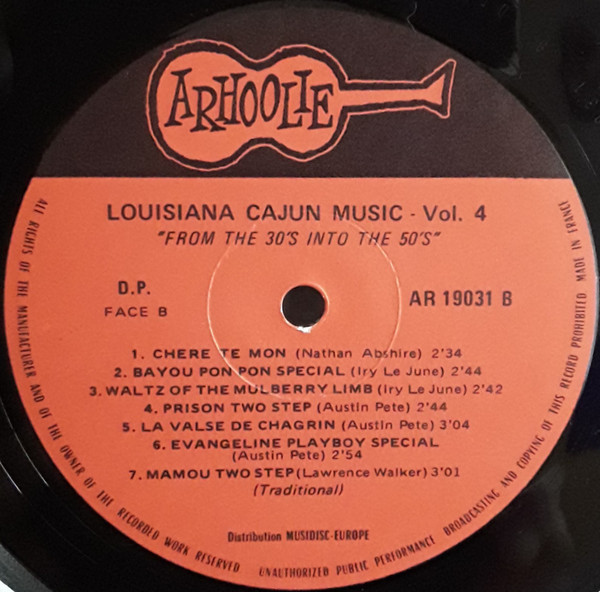 ARHOOLIE
LOUISIANA CAJUN MUSIC - Vol. 4
"FROM THE 30'S INTO THE 50'S"
D.P.
FACE B
AR 19031 B
1. CHERE TE MON (Nathan Abshire) 2'34
2. BAYOU PON PON SPECIAL (Iry Le June) 2'44
3. WALTZ OF THE MULBERRY LIMB (Iry Le June) 2'42
4. PRISON TWO STEP (Austin Pete) 2'44
5. LA VALSE DE CHAGRIN (Austin Pete) 3'04
6. EVANGELINE PLAYBOY SPECIAL
(Austin Pete) 2'54
7. MAMOU TWO STEP (Lawrence Walker) 3'01
(Traditional)
Distribution MUSIDISC-EUROPE
ALL RIGHTS OF THE MANUFACTURER AND OF THE OWNER OF THE RECORDED WORK RESERVED UNAUTHORIZED PUBLIC PERFORMANCE BROADCASTING AND COPYING OF THIS RECORD PROHIBITED MADE IN FRANCE